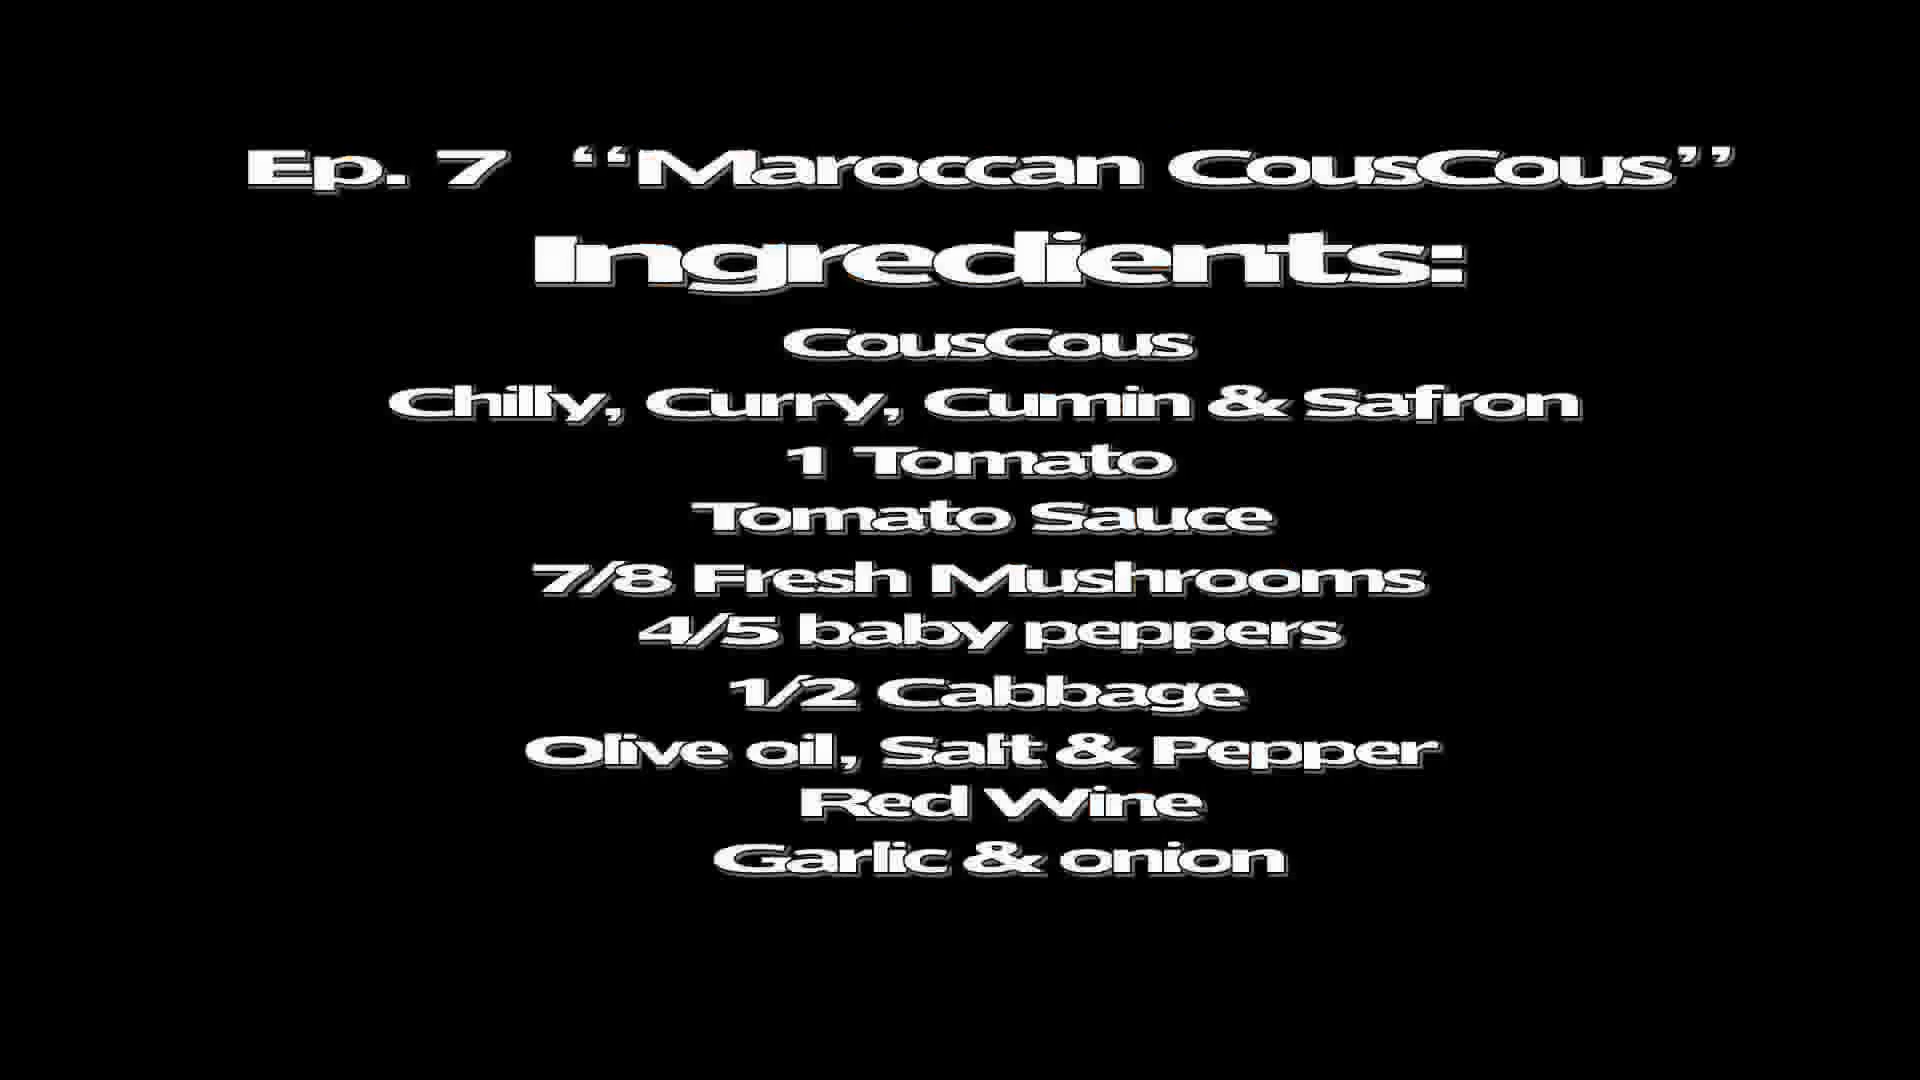 Ep. 7 “Maroccan CousCous”
Ingredients:
CousCous
Chilly, Curry, Cumin & Safron
1 Tomato
Tomato Sauce
7/8 Fresh Mushrooms
4/5 baby peppers
1/2 Cabbage
Olive oil, Salt & Pepper
Red Wine
Garlic & onion